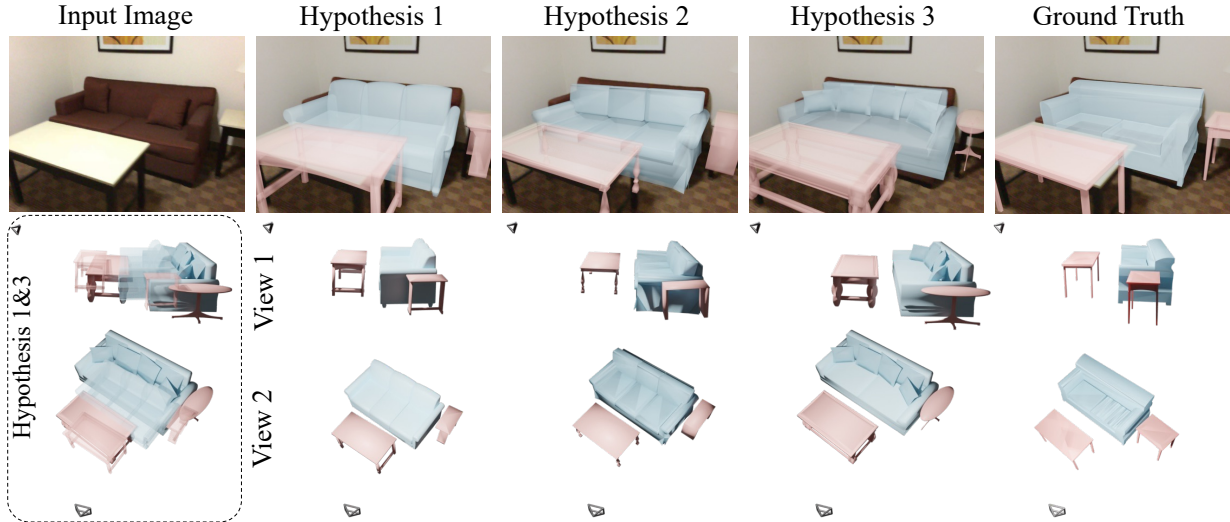 Input Image
Hypothesis 1
Hypothesis 2
Hypothesis 3
Ground Truth
Hypothesis 1&3
View 1
View 2